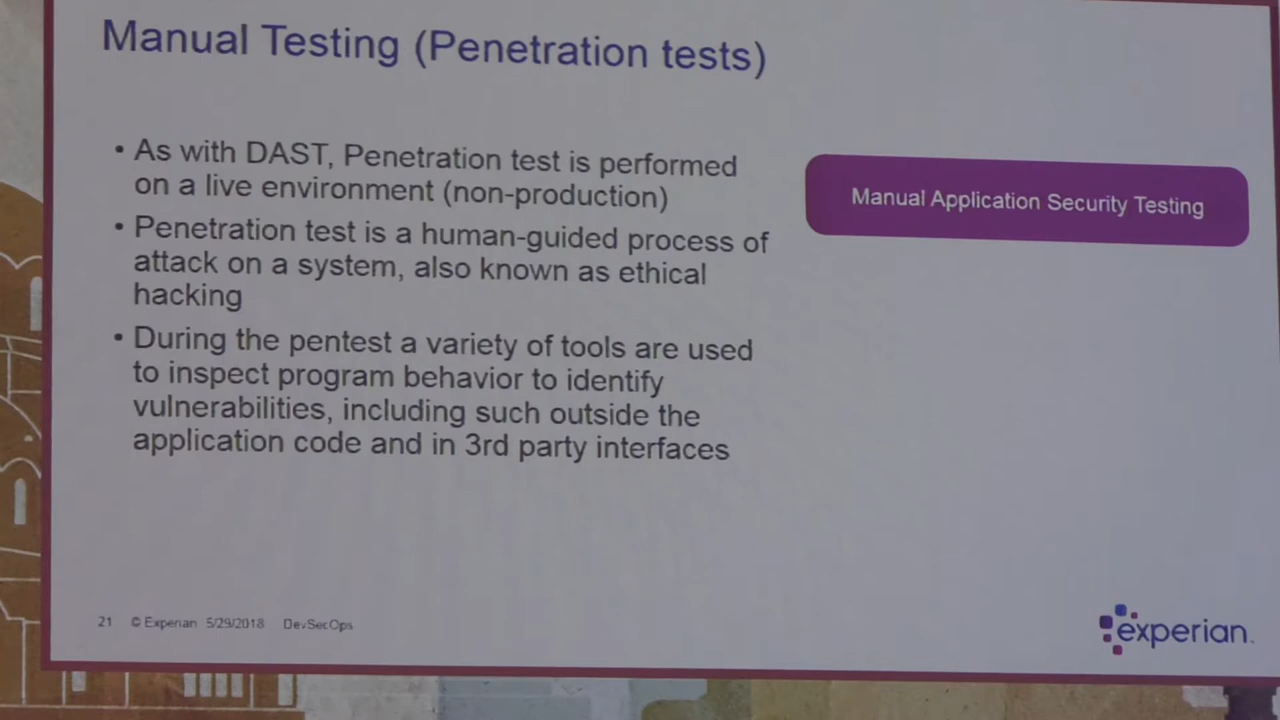 Manual Testing (Penetration tests)
• As with DAST, Penetration test is performed
on a live environment (non-production)
• Penetration test is a human-guided process of
attack on a system, also known as ethical
hacking
• During the pentest a variety of tools are used
to inspect program behavior to identify
vulnerabilities, including such outside the
application code and in 3rd party interfaces
Manual Application Security Testing
21 © Experian 5/29/2018 DevSecOps
experian.